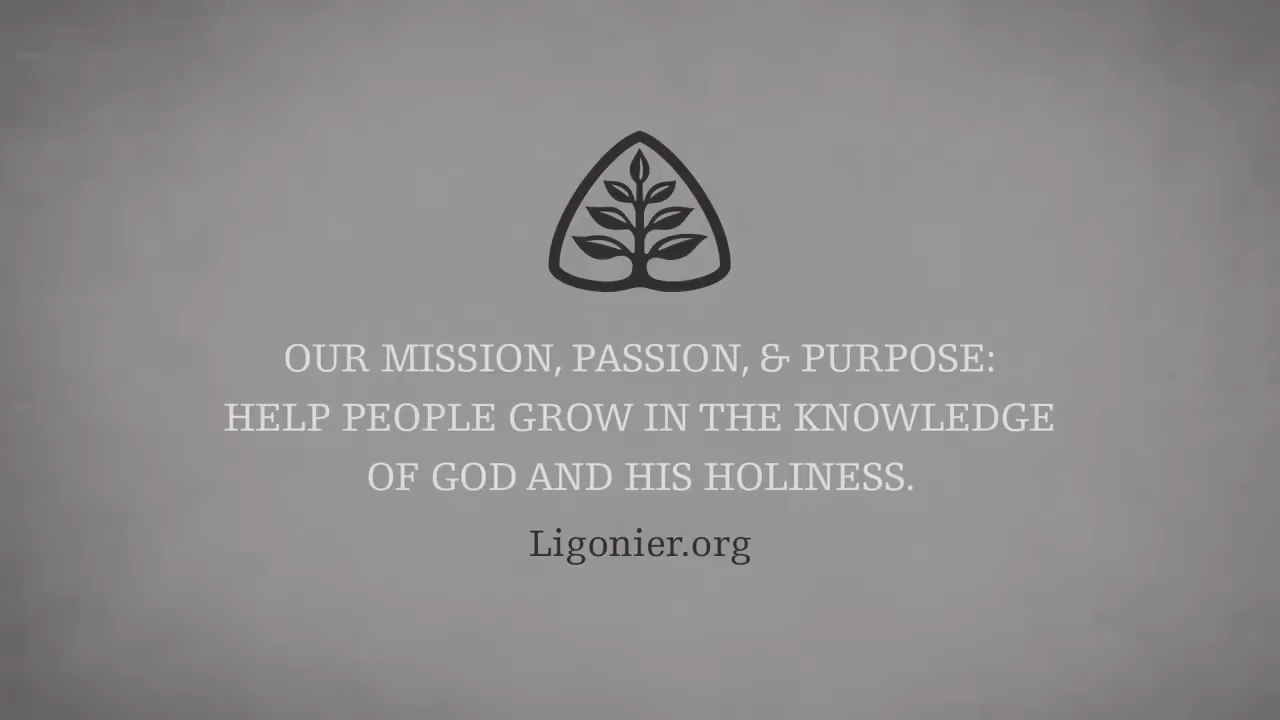 OUR MISSION, PASSION, & PURPOSE:
HELP PEOPLE GROW IN THE KNOWLEDGE
OF GOD AND HIS HOLINESS.
Ligonier.org